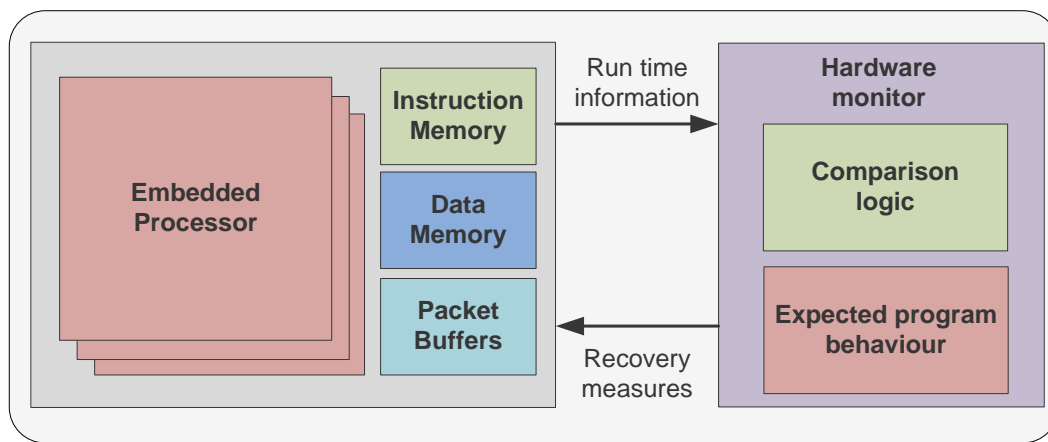 Embedded
Processor
Instruction
Memory
Data
Memory
Packet
Buffers
Run time
information
Recovery
measures
Hardware
monitor
Comparison
logic
Expected program
behaviour